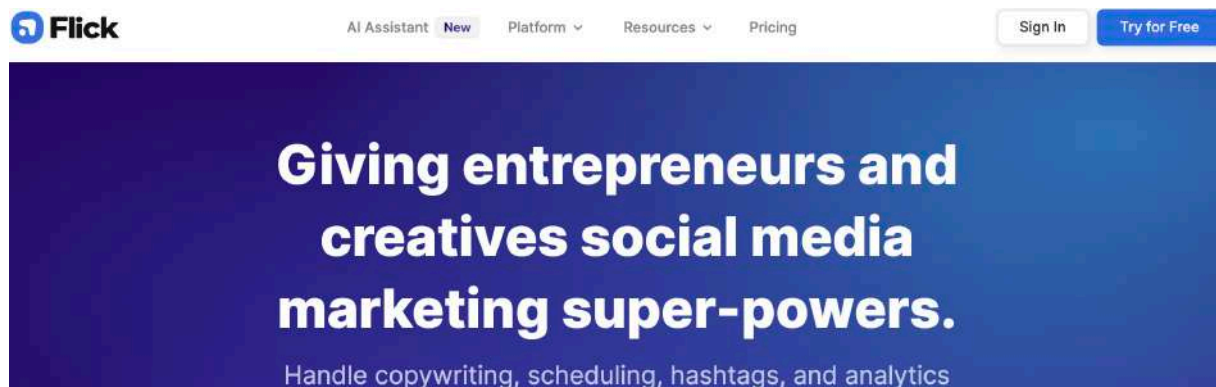 Flick AI Assistant New Platform Resources Pricing Sign In Try for Free
Giving entrepreneurs and
creatives social media
marketing super-powers.
Handle copywriting, scheduling, hashtags, and analytics